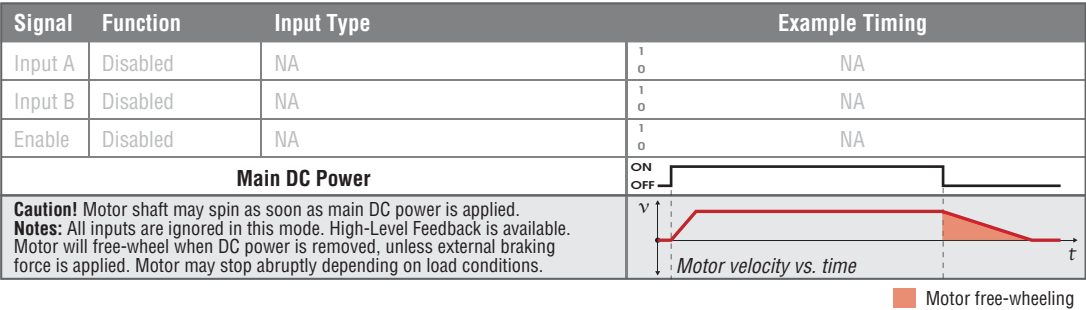 Signal Function Input Type Example Timing
Input A Disabled NA 1 0 NA
Input B Disabled NA 1 0 NA
Enable Disabled NA 1 0 NA
Main DC Power ON OFF
Caution! Motor shaft may spin as soon as main DC power is applied.
Notes: All inputs are ignored in this mode. High-Level Feedback is available.
Motor will free-wheel when DC power is removed, unless external braking
force is applied. Motor may stop abruptly depending on load conditions.
v
t
Motor velocity vs. time
Motor free-wheeling